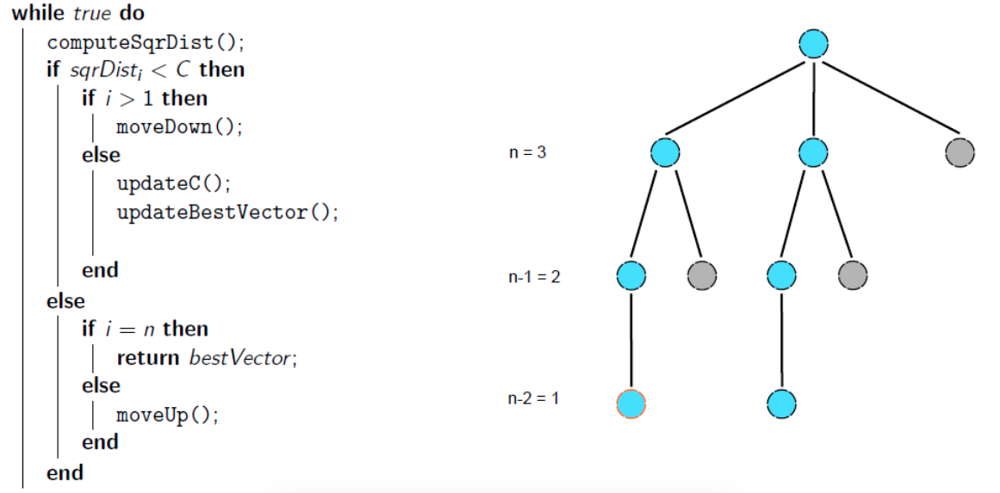 while true do
computeSqrDist();
if sqrDistᵢ < C then
if i > 1 then
moveDown();
else
updateC();
updateBestVector();
end
else
if i = n then
return bestVector;
else
moveUp();
end
end
n = 3
n-1 = 2
n-2 = 1